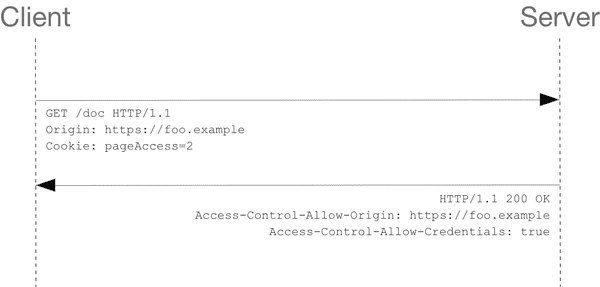 Client
Server
GET /doc HTTP/1.1
Origin: https://foo.example
Cookie: pageAccess=2
HTTP/1.1 200 OK
Access-Control-Allow-Origin: https://foo.example
Access-Control-Allow-Credentials: true